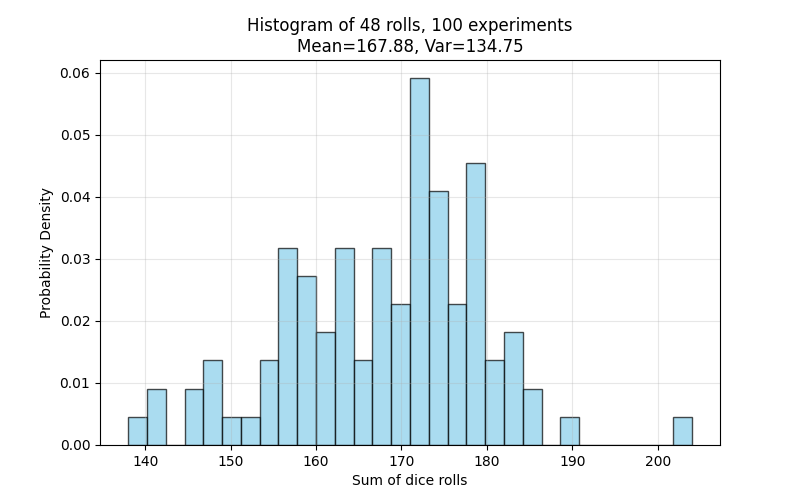 Histogram of 48 rolls, 100 experiments
Mean=167.88, Var=134.75
0.06
0.05
0.04
0.03
0.02
0.01
0.00
Probability Density
140 150 160 170 180 190 200
Sum of dice rolls